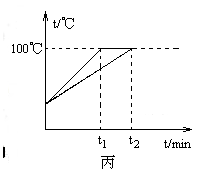 t/℃
100℃
t1 t2 t/min
丙